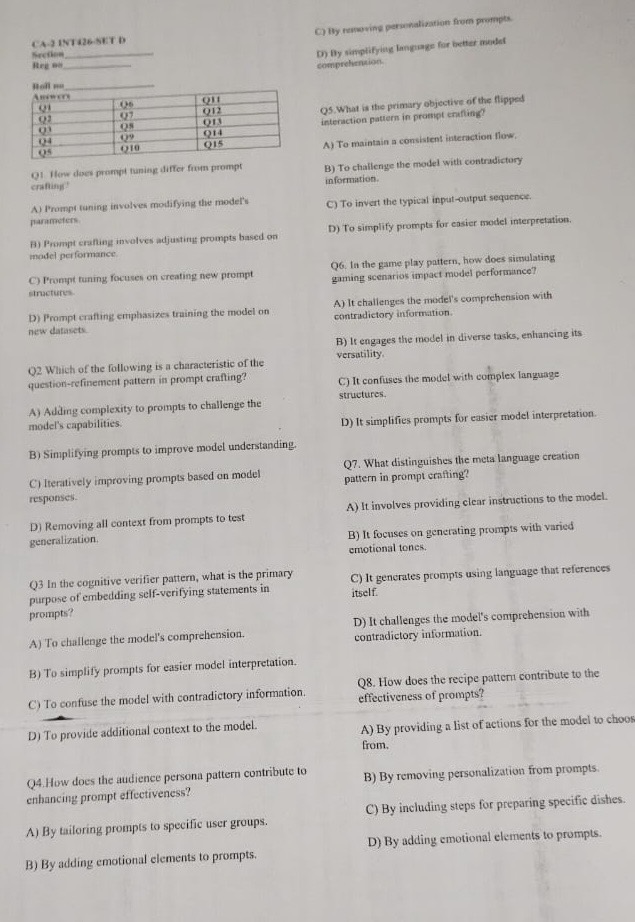 CA-2 INT426-SET D
Section
Reg no
Roll no
Answers
Q1 Q6 Q11
Q2 Q7 Q12
Q3 Q8 Q13
Q4 Q9 Q14
Q5 Q10 Q15
Q1. How does prompt tuning differ from prompt
crafting?
A) Prompt tuning involves modifying the model's
parameters.
B) Prompt crafting involves adjusting prompts based on
model performance.
C) Prompt tuning focuses on creating new prompt
structures.
D) Prompt crafting emphasizes training the model on
new datasets.
Q2 Which of the following is a characteristic of the
question-refinement pattern in prompt crafting?
A) Adding complexity to prompts to challenge the
model's capabilities.
B) Simplifying prompts to improve model understanding.
C) Iteratively improving prompts based on model
responses.
D) Removing all context from prompts to test
generalization.
Q3 In the cognitive verifier pattern, what is the primary
purpose of embedding self-verifying statements in
prompts?
A) To challenge the model's comprehension.
B) To simplify prompts for easier model interpretation.
C) To confuse the model with contradictory information.
D) To provide additional context to the model.
Q4.How does the audience persona pattern contribute to
enhancing prompt effectiveness?
A) By tailoring prompts to specific user groups.
B) By adding emotional elements to prompts.
C) By removing personalization from prompts.
D) By simplifying language for better model
comprehension.
Q5.What is the primary objective of the flipped
interaction pattern in prompt crafting?
A) To maintain a consistent interaction flow.
B) To challenge the model with contradictory
information.
C) To invert the typical input-output sequence.
D) To simplify prompts for easier model interpretation.
Q6. In the game play pattern, how does simulating
gaming scenarios impact model performance?
A) It challenges the model's comprehension with
contradictory information.
B) It engages the model in diverse tasks, enhancing its
versatility.
C) It confuses the model with complex language
structures.
D) It simplifies prompts for easier model interpretation.
Q7. What distinguishes the meta language creation
pattern in prompt crafting?
A) It involves providing clear instructions to the model.
B) It focuses on generating prompts with varied
emotional tones.
C) It generates prompts using language that references
itself.
D) It challenges the model's comprehension with
contradictory information.
Q8. How does the recipe pattern contribute to the
effectiveness of prompts?
A) By providing a list of actions for the model to choos
from.
B) By removing personalization from prompts.
C) By including steps for preparing specific dishes.
D) By adding emotional elements to prompts.